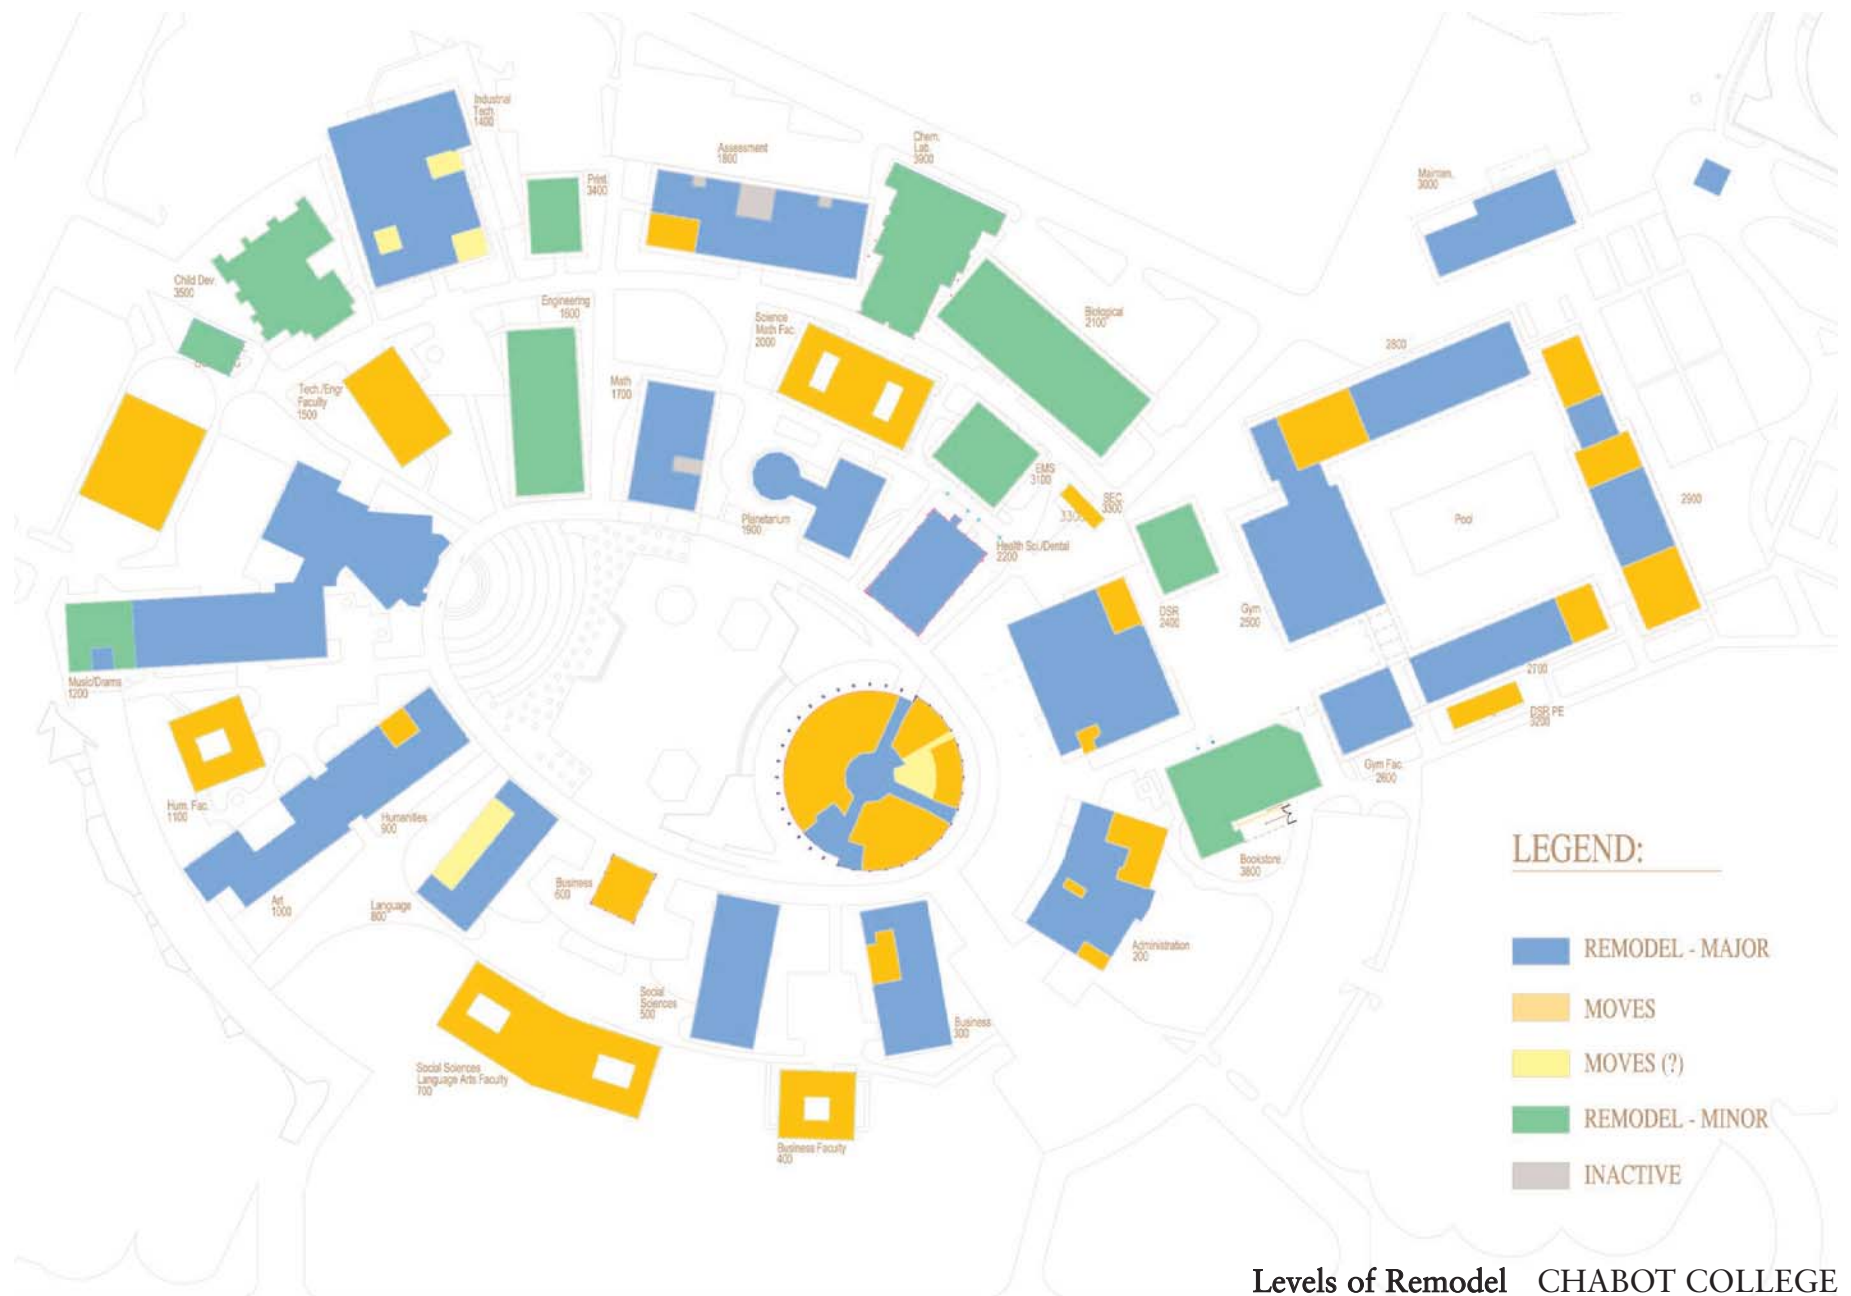 Industrial
Tech
1400
Assessment
1800
Chem.
Lab.
3900
Print
3400
Mainten.
3000
Child Dev.
3500
Engineering
1600
Science
Math Fac.
2000
Biological
2100
2800
Tech./Engr
Faculty
1500
Math
1700
EMS
3100
SEC
3300
2900
Pool
Planetarium
1900
Health Sci./Dental
2200
DSR
2400
Gym
2500
Music/Drama
1200
2700
DSR PE
3200
Gym Fac.
2600
Hum. Fac.
1100
Humanities
900
Bookstore
3800
Art
1000
Language
800
Business
600
Administration
200
Social
Sciences
500
Business
300
Social Sciences
Language Arts Faculty
700
Business Faculty
400
LEGEND:
REMODEL - MAJOR
MOVES
MOVES (?)
REMODEL - MINOR
INACTIVE
Levels of Remodel CHABOT COLLEGE